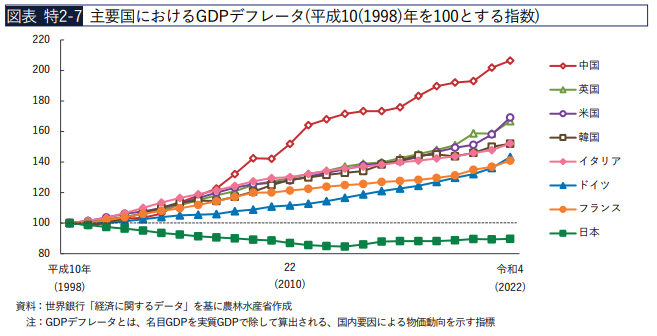 図表 特2-7 主要国におけるGDPデフレータ(平成10(1998)年を100とする指数)
220
200
180
160
140
120
100
80
中国
英国
米国
韓国
イタリア
ドイツ
フランス
日本
平成10年 22 令和4
(1998) (2010) (2022)
資料：世界銀行「経済に関するデータ」を基に農林水産省作成
注：GDPデフレータとは、名目GDPを実質GDPで除して算出される、国内要因による物価動向を示す指標